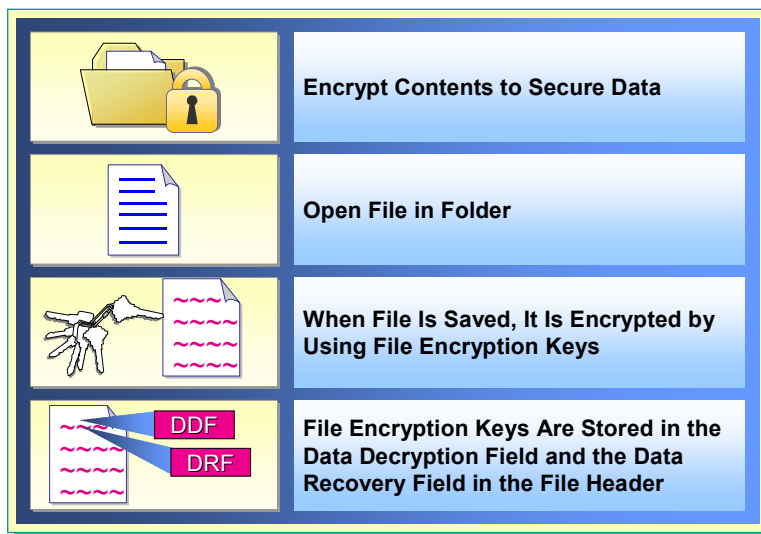 Encrypt Contents to Secure Data
Open File in Folder
When File Is Saved, It Is Encrypted by
Using File Encryption Keys
DDF
DRF
File Encryption Keys Are Stored in the
Data Decryption Field and the Data
Recovery Field in the File Header